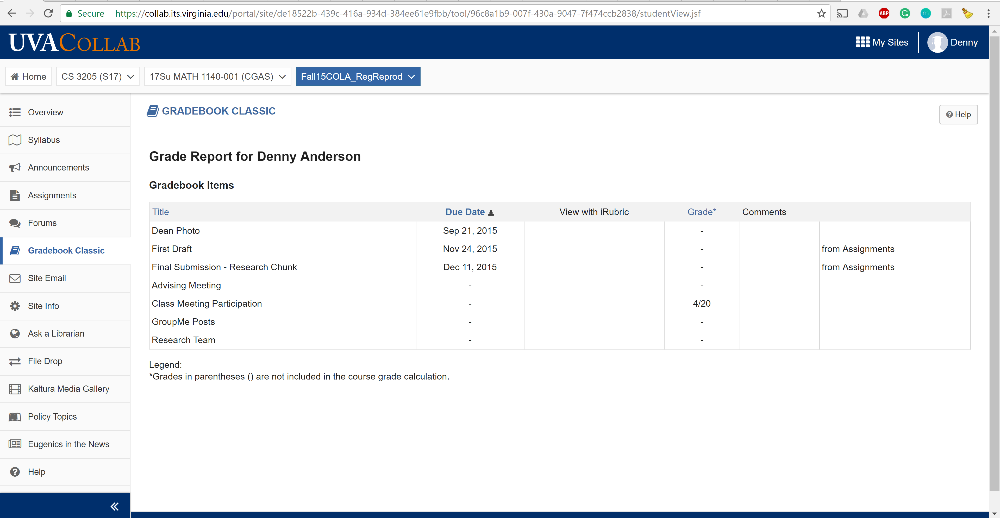 Secure https://collab.its.virginia.edu/portal/site/de18522b-439c-416a-934d-384ee61e9fbb/tool/96c8a1b9-007f-430a-9047-7f474ccb2838/studentView.jsf ABP G m
UVACOLLAB My Sites Denny
Home CS 3205 (S17) 17Su MATH 1140-001 (CGAS) Fall15COLA_RegReprod
Overview
Syllabus
Announcements
Assignments
Forums
Gradebook Classic
Site Email
Site Info
Ask a Librarian
File Drop
Kaltura Media Gallery
Policy Topics
Eugenics in the News
Help
GRADEBOOK CLASSIC
Help
Grade Report for Denny Anderson
Gradebook Items
Title Due Date View with iRubric Grade* Comments
Dean Photo Sep 21, 2015 -
First Draft Nov 24, 2015 - from Assignments
Final Submission - Research Chunk Dec 11, 2015 - from Assignments
Advising Meeting - -
Class Meeting Participation - 4/20
GroupMe Posts - -
Research Team - -
Legend:
*Grades in parentheses () are not included in the course grade calculation.